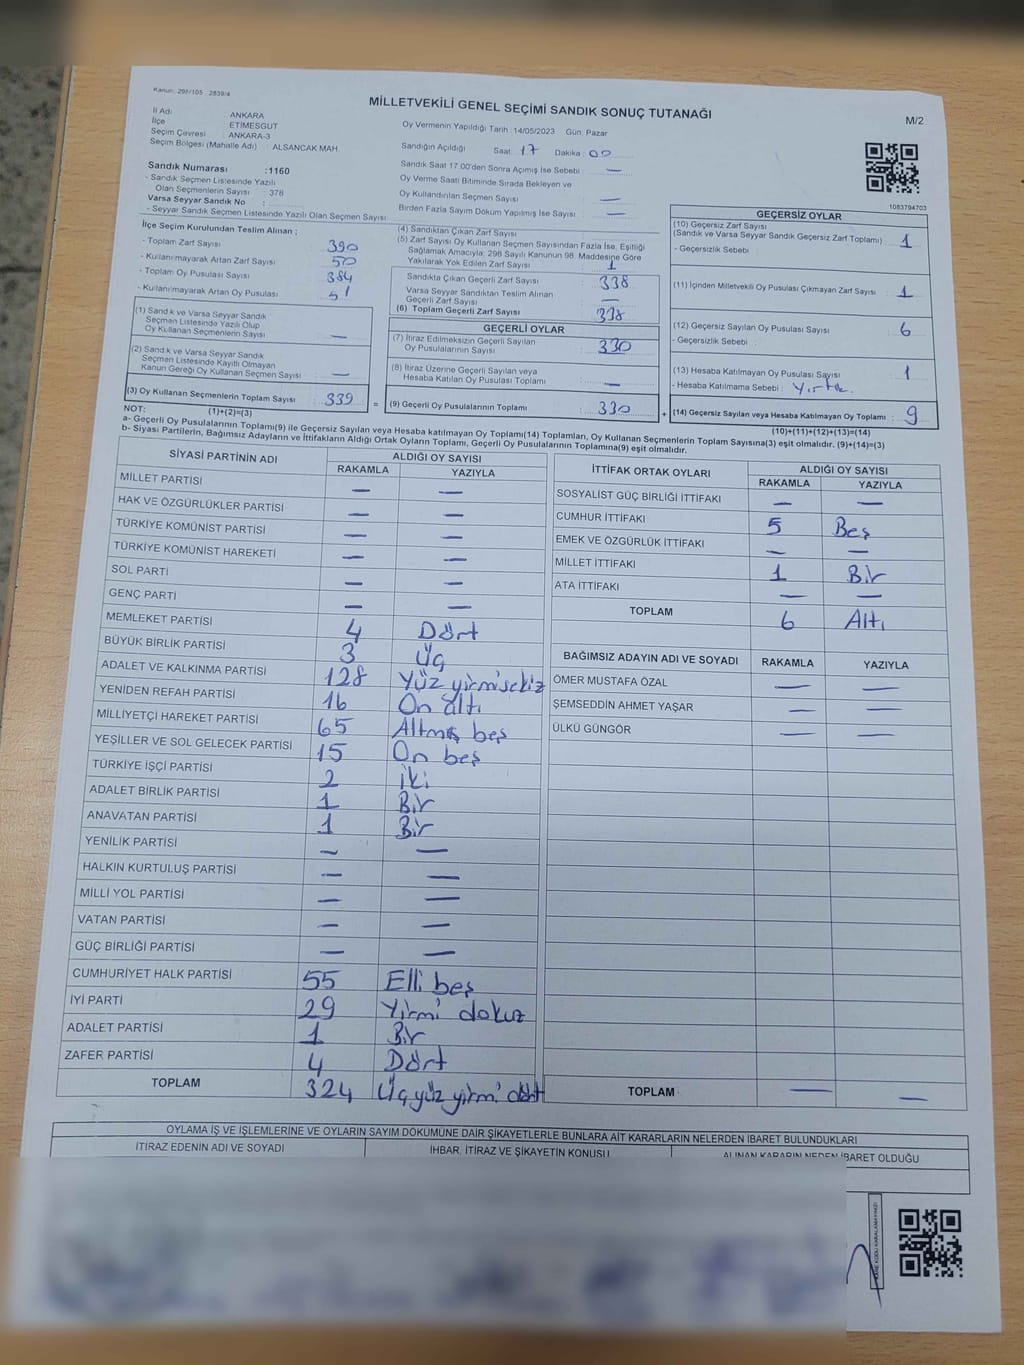 Kanun: 298/105 , 2839/4
MİLLETVEKİLİ GENEL SEÇİMİ SANDIK SONUÇ TUTANAĞI
M/2
İl Adı : ANKARA
İlçe : ETİMESGUT
Seçim Çevresi : ANKARA-3
Seçim Bölgesi (Mahalle Adı) : ALSANCAK MAH.
Oy Vermenin Yapıldığı Tarih :14/05/2023 Gün: Pazar
Sandığın Açıldığı Saat: 17 Dakika: 00
Sandık Saat 17.00'den Sonra Açımış İse Sebebi : —
Oy Verme Saati Bitiminde Sırada Bekleyen ve
Oy Kullandırılan Seçmen Sayısı —
Birden Fazla Sayım Döküm Yapılmış İse Sayısı : —
Sandık Numarası :1160
- Sandık Seçmen Listesinde Yazılı
Olan Seçmenlerin Sayısı : 378
Varsa Seyyar Sandık No :
- Seyyar Sandık Seçmen Listesinde Yazılı Olan Seçmen Sayısı
1083794703
İlçe Seçim Kurulundan Teslim Alınan ;
- Toplam Zarf Sayısı 390
- Kullanılmayarak Artan Zarf Sayısı 50
- Toplam Oy Pusulası Sayısı 384
- Kullanılmayarak Artan Oy Pusulası 51
(1) Sandık ve Varsa Seyyar Sandık
Seçmen Listesinde Yazılı Olup
Oy Kullanan Seçmenlerin Sayısı —
(2) Sandık ve Varsa Seyyar Sandık
Seçmen Listesinde Kayıtlı Olmayan
Kanun Gereği Oy Kullanan Seçmen Sayısı —
(3) Oy Kullanan Seçmenlerin Toplam Sayısı : 339 =
(1)+(2)=(3)
(4) Sandıktan Çıkan Zarf Sayısı
(5) Zarf Sayısı Oy Kullanan Seçmen Sayısından Fazla İse, Eşitliği
Sağlamak Amacıyla; 298 Sayılı Kanunun 98. Maddesine Göre
Yakılarak Yok Edilen Zarf Sayısı 1
Sandıkta Çıkan Geçerli Zarf Sayısı : 338
Varsa Seyyar Sandıktan Teslim Alınan
Geçerli Zarf Sayısı —
(6) Toplam Geçerli Zarf Sayısı 338
GEÇERLİ OYLAR
(7) İtiraz Edilmeksizin Geçerli Sayılan
Oy Pusulalarının Sayısı : 330
(8) İtiraz Üzerine Geçerli Sayılan veya
Hesaba Katılan Oy Pusulası Toplamı : —
(9) Geçerli Oy Pusulalarının Toplamı 330 +
GEÇERSİZ OYLAR
(10) Geçersiz Zarf Sayısı
(Sandık ve Varsa Seyyar Sandık Geçersiz Zarf Toplamı) : 1
- Geçersizlik Sebebi
(11) İçinden Milletvekili Oy Pusulası Çıkmayan Zarf Sayısı : 1
(12) Geçersiz Sayılan Oy Pusulası Sayısı : 6
- Geçersizlik Sebebi :
(13) Hesaba Katılmayan Oy Pusulası Sayısı : 1
- Hesaba Katılmama Sebebi : Yırtık
(14) Geçersiz Sayılan veya Hesaba Katılmayan Oy Toplamı : 9
(10)+(11)+(12)+(13)=(14)
NOT:
a- Geçerli Oy Pusulasının Toplamı(9) ile Geçersiz Sayılan veya Hesaba katılmayan Oy Toplamı(14) Toplamları, Oy Kullanan Seçmenlerin Toplam Sayısına(3) eşit olmalıdır. (9)+(14)=(3)
b- Siyasi Partilerin, Bağımsız Adayların ve İttifakların Aldığı Ortak Oyların Toplamı, Geçerli Oy Pusulalarının Toplamına(9) eşit olmalıdır.
SİYASİ PARTİNİN ADI ALDIĞI OY SAYISI
RAKAMLA YAZIYLA
MİLLET PARTİSİ — —
HAK VE ÖZGÜRLÜKLER PARTİSİ — —
TÜRKİYE KOMÜNİST PARTİSİ — —
TÜRKİYE KOMÜNİST HAREKETİ — —
SOL PARTİ — —
GENÇ PARTİ — —
MEMLEKET PARTİSİ 4 Dört
BÜYÜK BİRLİK PARTİSİ 3 Üç
ADALET VE KALKINMA PARTİSİ 128 Yüz yirmisekiz
YENİDEN REFAH PARTİSİ 16 On altı
MİLLİYETÇİ HAREKET PARTİSİ 65 Altmış beş
YEŞİLLER VE SOL GELECEK PARTİSİ 15 On beş
TÜRKİYE İŞÇİ PARTİSİ 2 İki
ADALET BİRLİK PARTİSİ 1 Bir
ANAVATAN PARTİSİ 1 Bir
YENİLİK PARTİSİ — —
HALKIN KURTULUŞ PARTİSİ — —
MİLLİ YOL PARTİSİ — —
VATAN PARTİSİ — —
GÜÇ BİRLİĞİ PARTİSİ — —
CUMHURİYET HALK PARTİSİ 55 Elli beş
İYİ PARTİ 29 Yirmi dokuz
ADALET PARTİSİ 1 Bir
ZAFER PARTİSİ 4 Dört
TOPLAM 324 Üçyüz yirmi dört
İTTİFAK ORTAK OYLARI ALDIĞI OY SAYISI
RAKAMLA YAZIYLA
SOSYALİST GÜÇ BİRLİĞİ İTTİFAKI — —
CUMHUR İTTİFAKI 5 Beş
EMEK VE ÖZGÜRLÜK İTTİFAKI — —
MİLLET İTTİFAKI 1 Bir
ATA İTTİFAKI — —
TOPLAM 6 Altı
BAĞIMSIZ ADAYIN ADI VE SOYADI RAKAMLA YAZIYLA
ÖMER MUSTAFA ÖZAL — —
ŞEMSEDDİN AHMET YAŞAR — —
ÜLKÜ GÜNGÖR — —
TOPLAM — —
OYLAMA İŞ VE İŞLEMLERİNE VE OYLARIN SAYIM DÖKÜMÜNE DAİR ŞİKAYETLERLE BUNLARA AİT KARARLARIN NELERDEN İBARET BULUNDUKLARI
İTİRAZ EDENİN ADI VE SOYADI İHBAR, İTİRAZ VE ŞİKAYETİN KONUSU ALINAN KARARIN NEDEN İBARET OLDUĞU